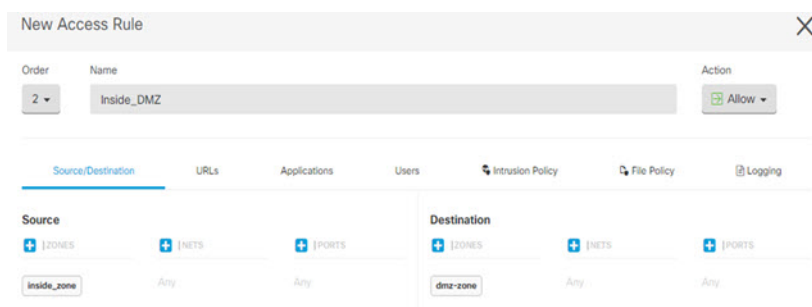 New Access Rule
Order Name Action
2 Inside_DMZ Allow
Source/Destination URLs Applications Users Intrusion Policy File Policy Logging
Source Destination
ZONES NETS PORTS ZONES NETS PORTS
inside_zone Any Any dmz-zone Any Any